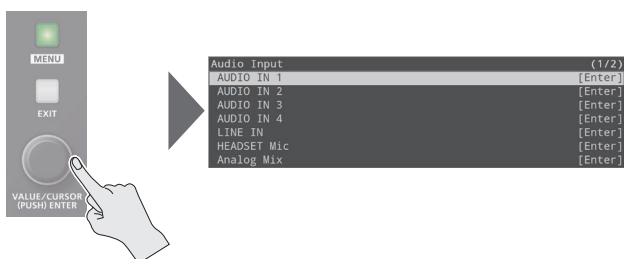 MENU
EXIT
VALUE/CURSOR
(PUSH) ENTER
Audio Input (1/2)
AUDIO IN 1 [Enter]
AUDIO IN 2 [Enter]
AUDIO IN 3 [Enter]
AUDIO IN 4 [Enter]
LINE IN [Enter]
HEADSET Mic [Enter]
Analog Mix [Enter]